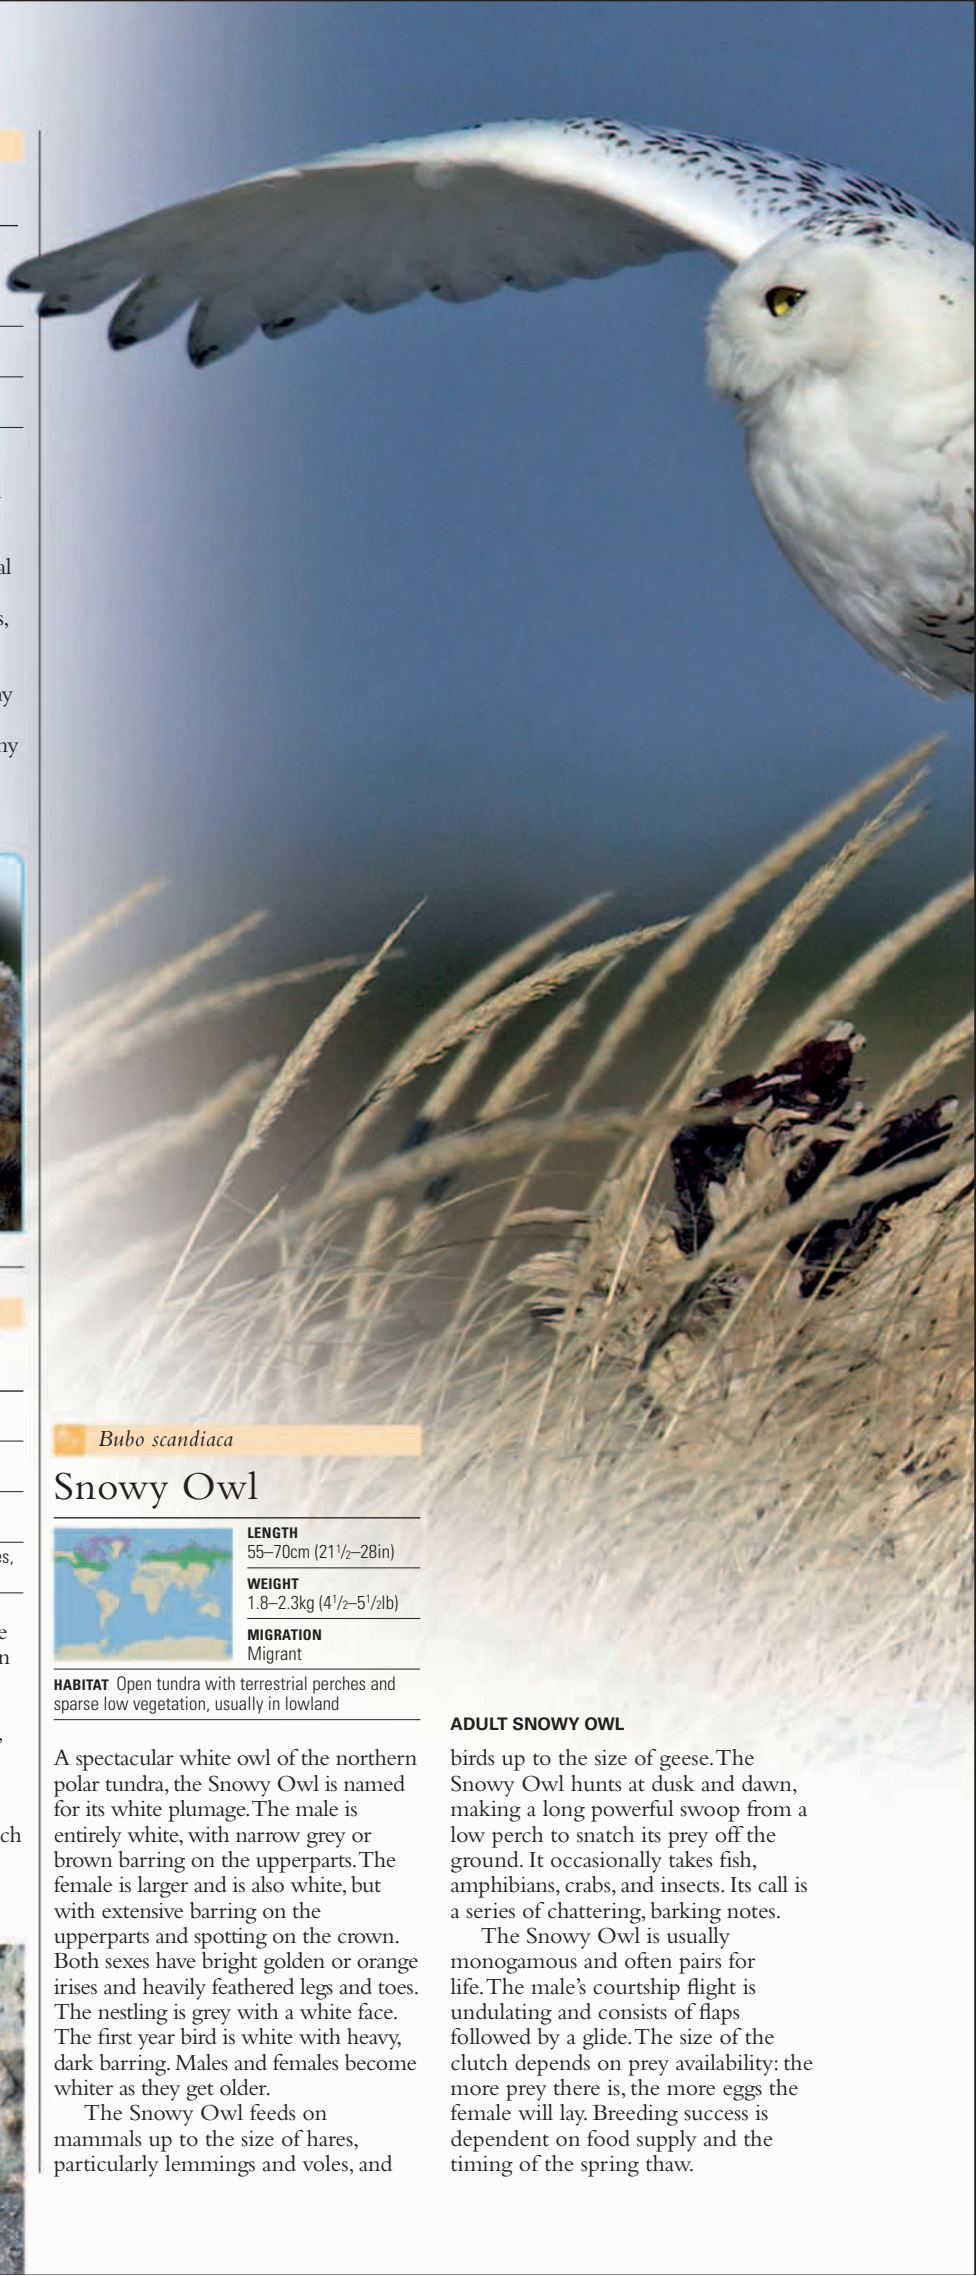 al
s,
ny
ny
es,
e
n
,
ch
Bubo scandiaca
Snowy Owl
LENGTH
55–70cm (21 1/2–28in)
WEIGHT
1.8–2.3kg (4 1/2–5 1/2lb)
MIGRATION
Migrant
HABITAT Open tundra with terrestrial perches and
sparse low vegetation, usually in lowland
A spectacular white owl of the northern
polar tundra, the Snowy Owl is named
for its white plumage. The male is
entirely white, with narrow grey or
brown barring on the upperparts. The
female is larger and is also white, but
with extensive barring on the
upperparts and spotting on the crown.
Both sexes have bright golden or orange
irises and heavily feathered legs and toes.
The nestling is grey with a white face.
The first year bird is white with heavy,
dark barring. Males and females become
whiter as they get older.
The Snowy Owl feeds on
mammals up to the size of hares,
particularly lemmings and voles, and
ADULT SNOWY OWL
birds up to the size of geese. The
Snowy Owl hunts at dusk and dawn,
making a long powerful swoop from a
low perch to snatch its prey off the
ground. It occasionally takes fish,
amphibians, crabs, and insects. Its call is
a series of chattering, barking notes.
The Snowy Owl is usually
monogamous and often pairs for
life. The male's courtship flight is
undulating and consists of flaps
followed by a glide. The size of the
clutch depends on prey availability: the
more prey there is, the more eggs the
female will lay. Breeding success is
dependent on food supply and the
timing of the spring thaw.